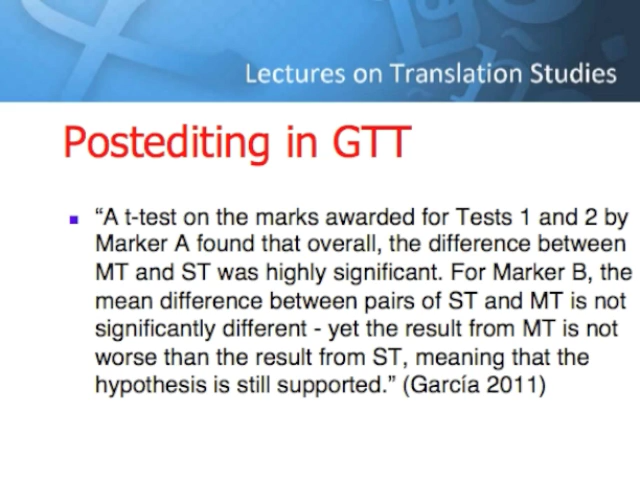 Lectures on Translation Studies
Postediting in GTT
“A t-test on the marks awarded for Tests 1 and 2 by
Marker A found that overall, the difference between
MT and ST was highly significant. For Marker B, the
mean difference between pairs of ST and MT is not
significantly different - yet the result from MT is not
worse than the result from ST, meaning that the
hypothesis is still supported.” (García 2011)